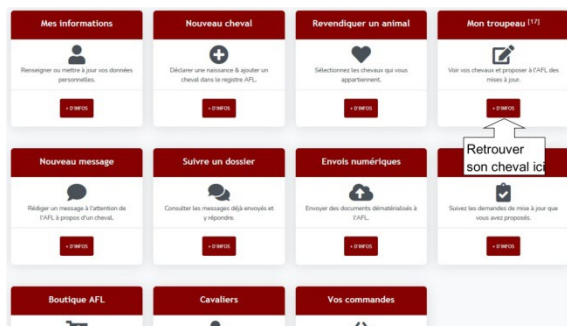 Mes informations
Nouveau cheval
Revendiquer un animal
Mon troupeau [17]
Renseigner ou mettre à jour vos données
personnelles.
Déclarer une naissance & ajouter un
cheval dans le registre AFL.
Sélectionnez les chevaux qui vous
appartiennent.
Voir vos chevaux et proposer à l'AFL des
mises à jour.
+ D'INFOS
+ D'INFOS
+ D'INFOS
+ D'INFOS
Retrouver
son cheval ici
Nouveau message
Suivre un dossier
Envois numériques
Rédiger un message à l'attention de
l'AFL à propos d'un cheval.
Consulter les messages déjà envoyés et
y répondre.
Envoyer des documents dématérialisés à
l'AFL.
Suivez les demandes de mise à jour que
vous avez proposés.
+ D'INFOS
+ D'INFOS
+ D'INFOS
+ D'INFOS
Boutique AFL
Cavaliers
Vos commandes